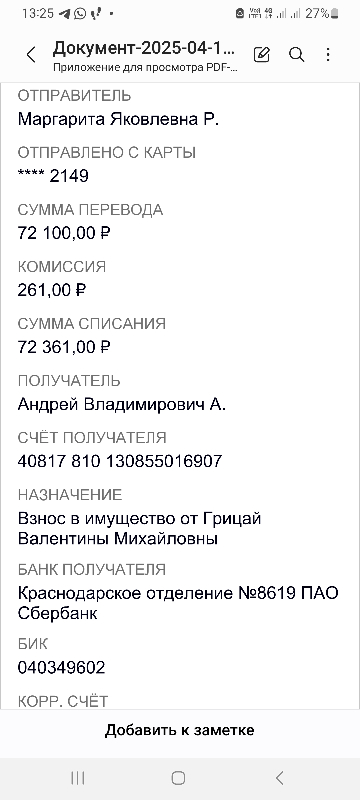 13:25
27%
Документ-2025-04-1...
Приложение для просмотра PDF-...
ОТПРАВИТЕЛЬ
Маргарита Яковлевна Р.
ОТПРАВЛЕНО С КАРТЫ
**** 2149
СУММА ПЕРЕВОДА
72 100,00 ₽
КОМИССИЯ
261,00 ₽
СУММА СПИСАНИЯ
72 361,00 ₽
ПОЛУЧАТЕЛЬ
Андрей Владимирович А.
СЧЁТ ПОЛУЧАТЕЛЯ
40817 810 130855016907
НАЗНАЧЕНИЕ
Взнос в имущество от Грицай
Валентины Михайловны
БАНК ПОЛУЧАТЕЛЯ
Краснодарское отделение №8619 ПАО
Сбербанк
БИК
040349602
КОРР. СЧЁТ
Добавить к заметке